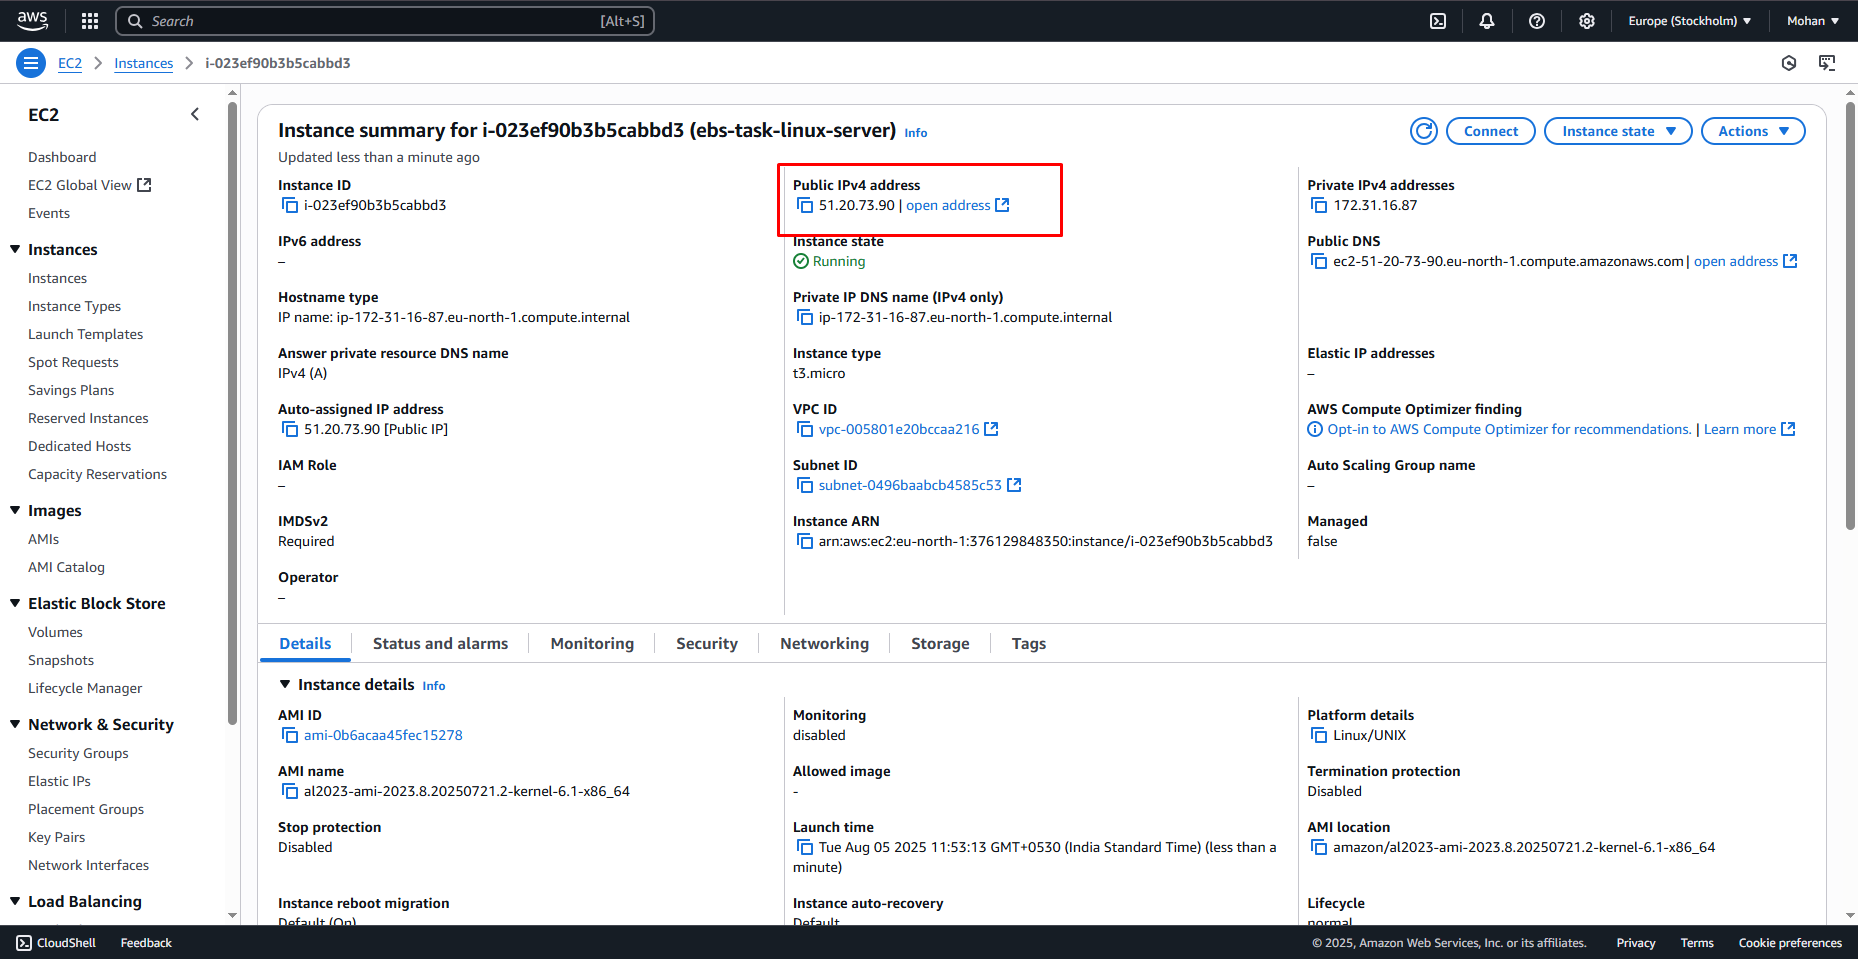 aws
Search [Alt+S]
Europe (Stockholm) Mohan
EC2 Instances i-023ef90b3b5cabbd3
EC2
Dashboard
EC2 Global View
Events
Instances
Instances
Instance Types
Launch Templates
Spot Requests
Savings Plans
Reserved Instances
Dedicated Hosts
Capacity Reservations
Images
AMIs
AMI Catalog
Elastic Block Store
Volumes
Snapshots
Lifecycle Manager
Network & Security
Security Groups
Elastic IPs
Placement Groups
Key Pairs
Network Interfaces
Load Balancing
Instance summary for i-023ef90b3b5cabbd3 (ebs-task-linux-server) Info
Connect Instance state Actions
Updated less than a minute ago
Instance ID
i-023ef90b3b5cabbd3
Public IPv4 address
51.20.73.90 | open address
Private IPv4 addresses
172.31.16.87
IPv6 address
–
Instance state
Running
Public DNS
ec2-51-20-73-90.eu-north-1.compute.amazonaws.com | open address
Hostname type
IP name: ip-172-31-16-87.eu-north-1.compute.internal
Private IP DNS name (IPv4 only)
ip-172-31-16-87.eu-north-1.compute.internal
Answer private resource DNS name
IPv4 (A)
Instance type
t3.micro
Elastic IP addresses
–
Auto-assigned IP address
51.20.73.90 [Public IP]
VPC ID
vpc-005801e20bccaa216
AWS Compute Optimizer finding
Opt-in to AWS Compute Optimizer for recommendations. | Learn more
IAM Role
–
Subnet ID
subnet-0496baabcb4585c53
Auto Scaling Group name
–
IMDSv2
Required
Instance ARN
arn:aws:ec2:eu-north-1:376129848350:instance/i-023ef90b3b5cabbd3
Managed
false
Operator
–
Details Status and alarms Monitoring Security Networking Storage Tags
Instance details Info
AMI ID
ami-0b6acaa45fec15278
Monitoring
disabled
Platform details
Linux/UNIX
AMI name
al2023-ami-2023.8.20250721.2-kernel-6.1-x86_64
Allowed image
-
Termination protection
Disabled
Stop protection
Disabled
Launch time
Tue Aug 05 2025 11:53:13 GMT+0530 (India Standard Time) (less than a
minute)
AMI location
amazon/al2023-ami-2023.8.20250721.2-kernel-6.1-x86_64
Instance reboot migration
Default (On)
Instance auto-recovery
Default
Lifecycle
normal
CloudShell Feedback
© 2025, Amazon Web Services, Inc. or its affiliates. Privacy Terms Cookie preferences